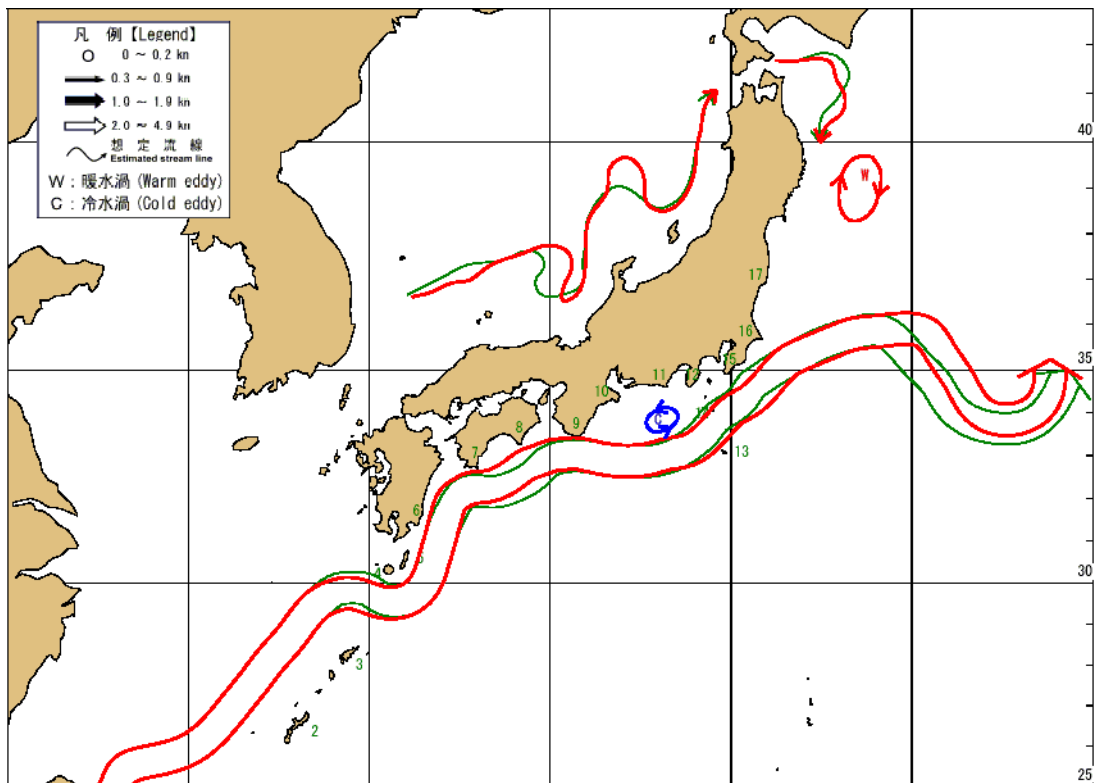 凡 例【Legend】
0 ~ 0.2 kn
0.3 ~ 0.9 kn
1.0 ~ 1.9 kn
2.0 ~ 4.9 kn
想 定 流 線
Estimated stream line
W : 暖水渦 (Warm eddy)
C : 冷水渦 (Cold eddy)
40
W
17
16
35
15
11
12
10
C
9
8
7
13
6
5
4
30
3
2
25